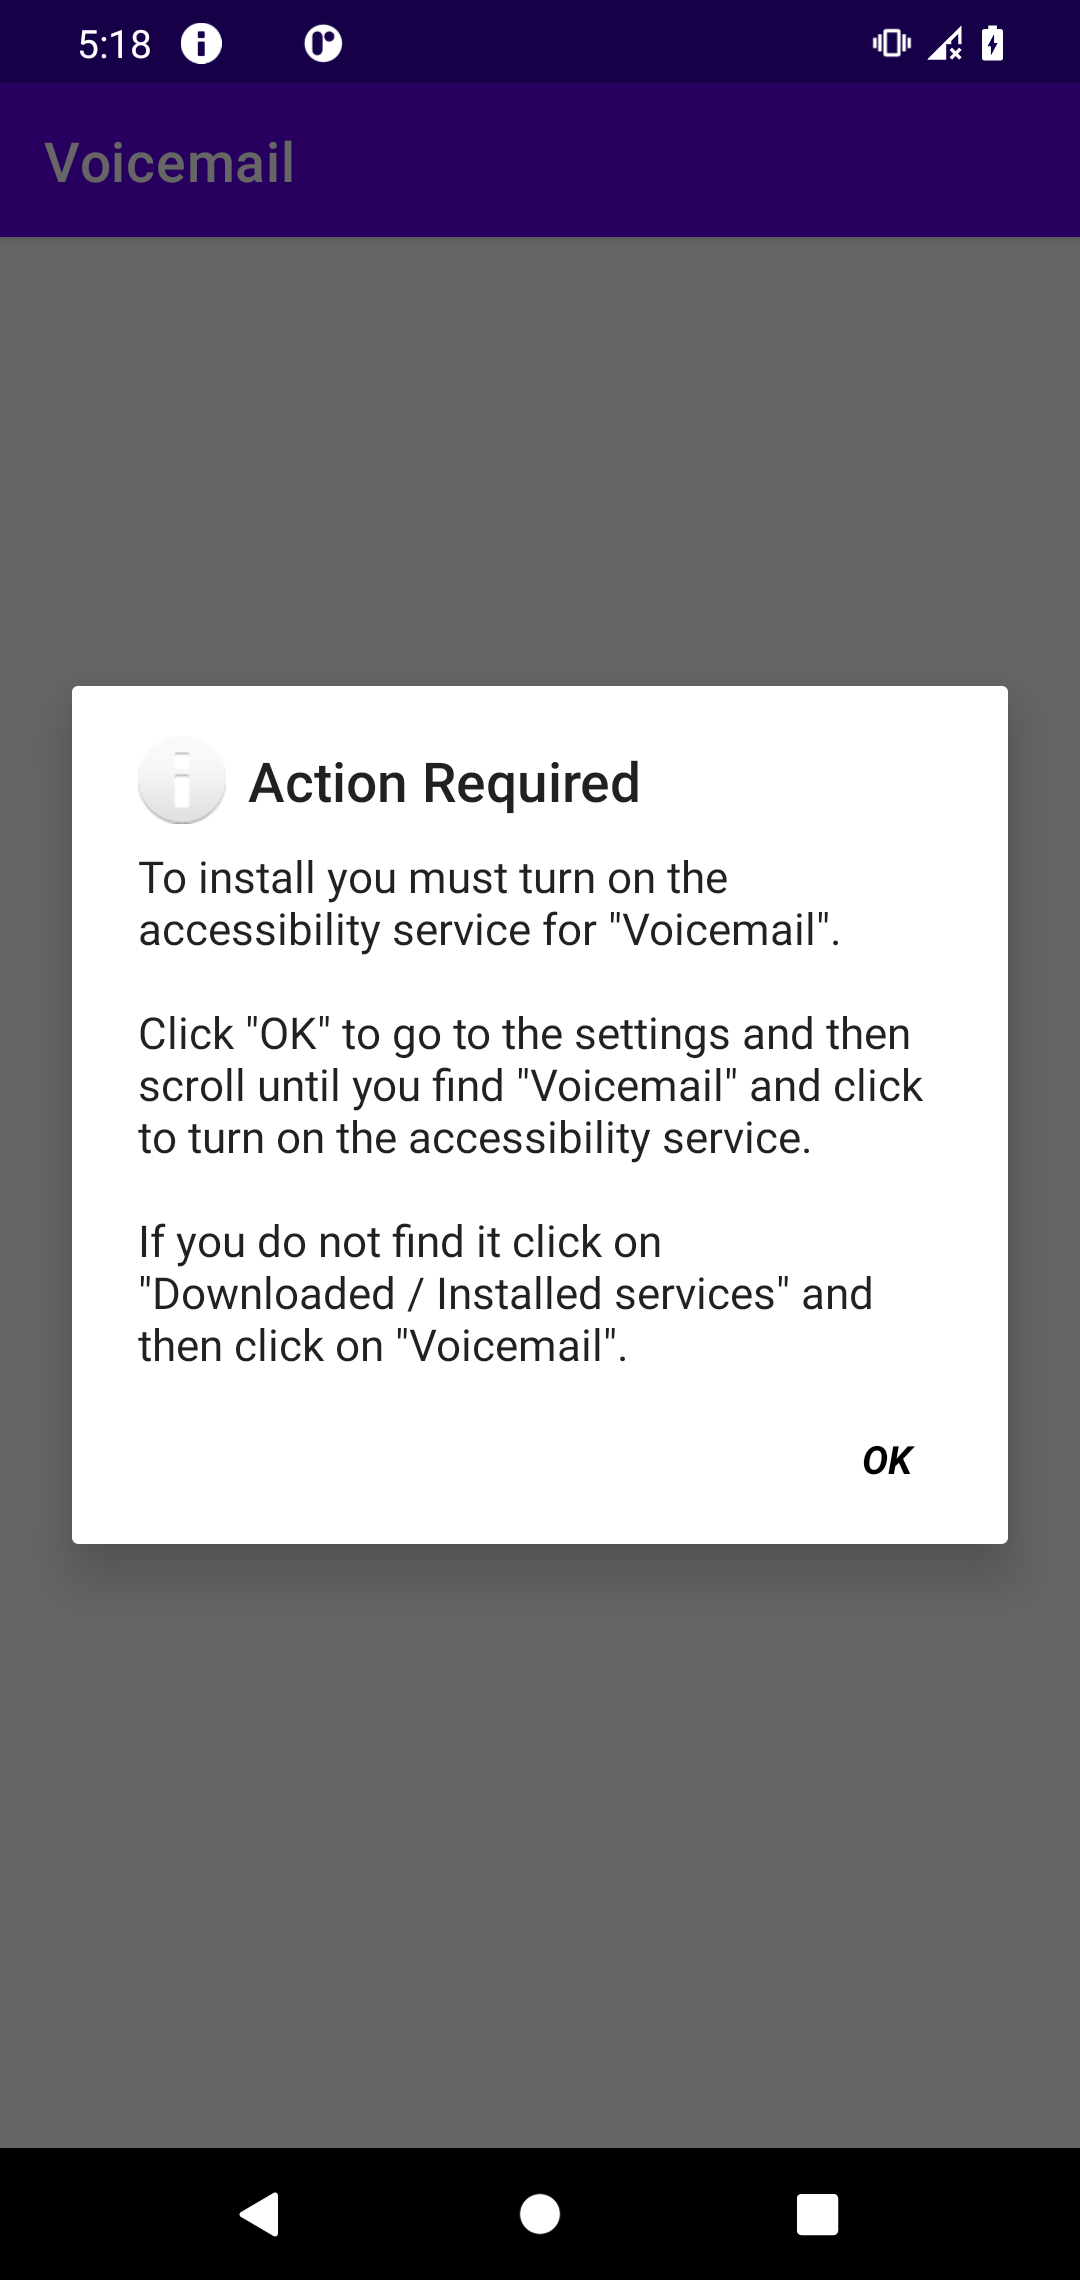 5:18
Voicemail
Action Required
To install you must turn on the
accessibility service for "Voicemail".
Click "OK" to go to the settings and then
scroll until you find "Voicemail" and click
to turn on the accessibility service.
If you do not find it click on
"Downloaded / Installed services" and
then click on "Voicemail".
OK